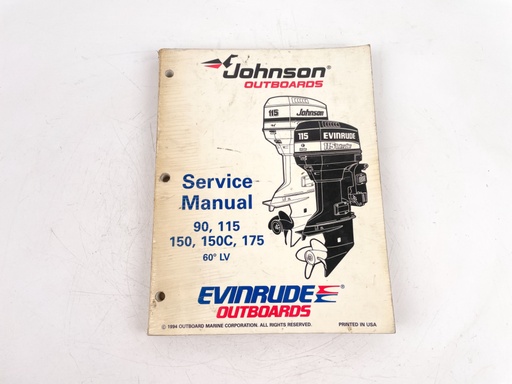 Johnson®
OUTBOARDS
115 Johnson
115 EVINRUDE
115
Service
Manual
90, 115
150, 150C, 175
60° LV
EVINRUDE®
OUTBOARDS
© 1994 OUTBOARD MARINE CORPORATION. ALL RIGHTS RESERVED. PRINTED IN USA